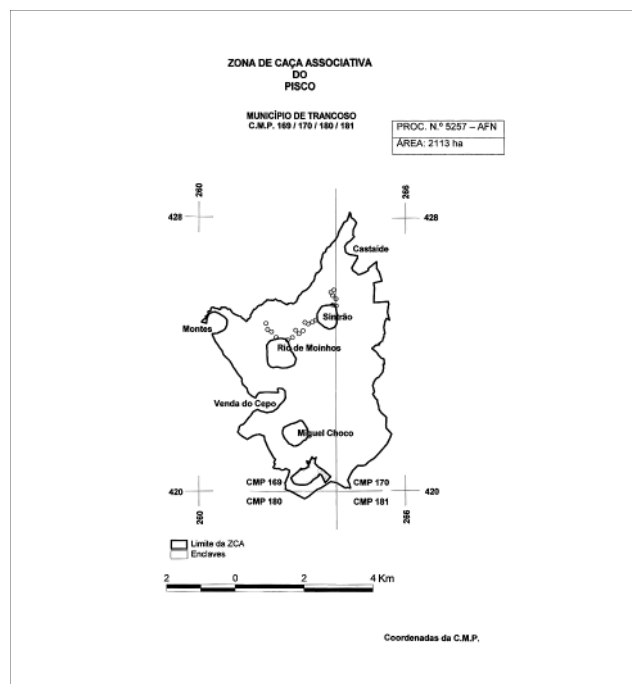 ZONA DE CAÇA ASSOCIATIVA
DO
PISCO
MUNICÍPIO DE TRANCOSO
C.M.P. 169 / 170 / 180 / 181
PROC. N.º 5257 – AFN
ÁREA: 2113 ha
260
266
428
428
Castaíde
Sintrão
Montes
Rio de Moinhos
Venda do Cepo
Miguel Choco
CMP 169
CMP 170
420
420
CMP 180
CMP 181
260
266
Limite da ZCA
Enclaves
2
0
2
4 Km
Coordenadas da C.M.P.